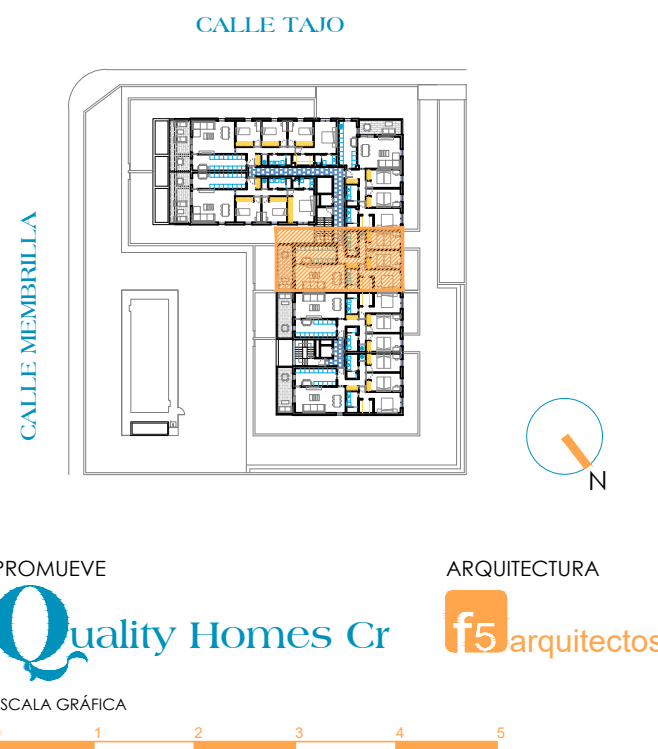 CALLE TAJO
CALLE MEMBRILLA
N
PROMUEVE
Quality Homes Cr
ARQUITECTURA
f5 arquitectos
SCALA GRÁFICA
0 1 2 3 4 5